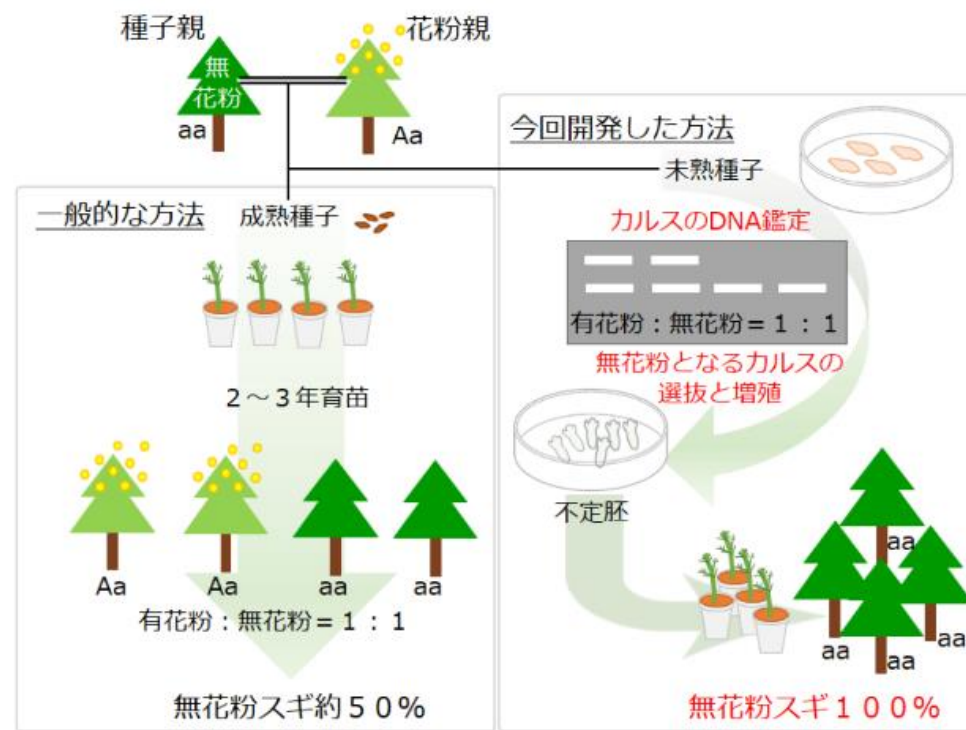 種子親
花粉親
無
花粉
aa
Aa
一般的な方法
成熟種子
2～3年育苗
Aa
Aa
aa
aa
有花粉：無花粉＝1：1
無花粉スギ約50%
今回開発した方法
未熟種子
カルスのDNA鑑定
有花粉：無花粉＝1：1
無花粉となるカルスの
選抜と増殖
不定胚
aa
aa
aa
aa
無花粉スギ100%